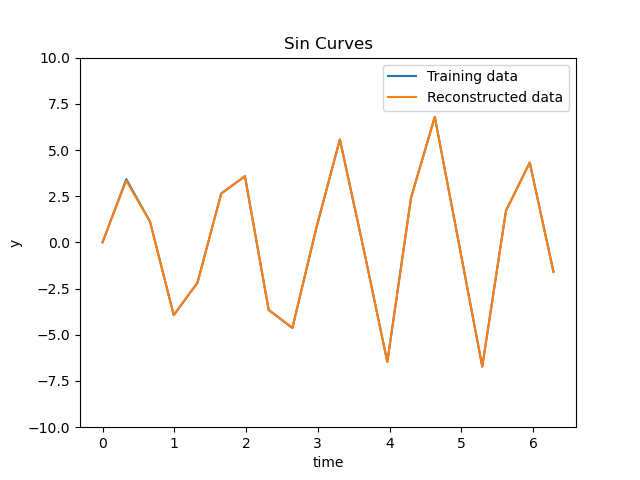 Sin Curves
Training data
Reconstructed data
10.0
7.5
5.0
2.5
0.0
−2.5
−5.0
−7.5
−10.0
y
0 1 2 3 4 5 6
time